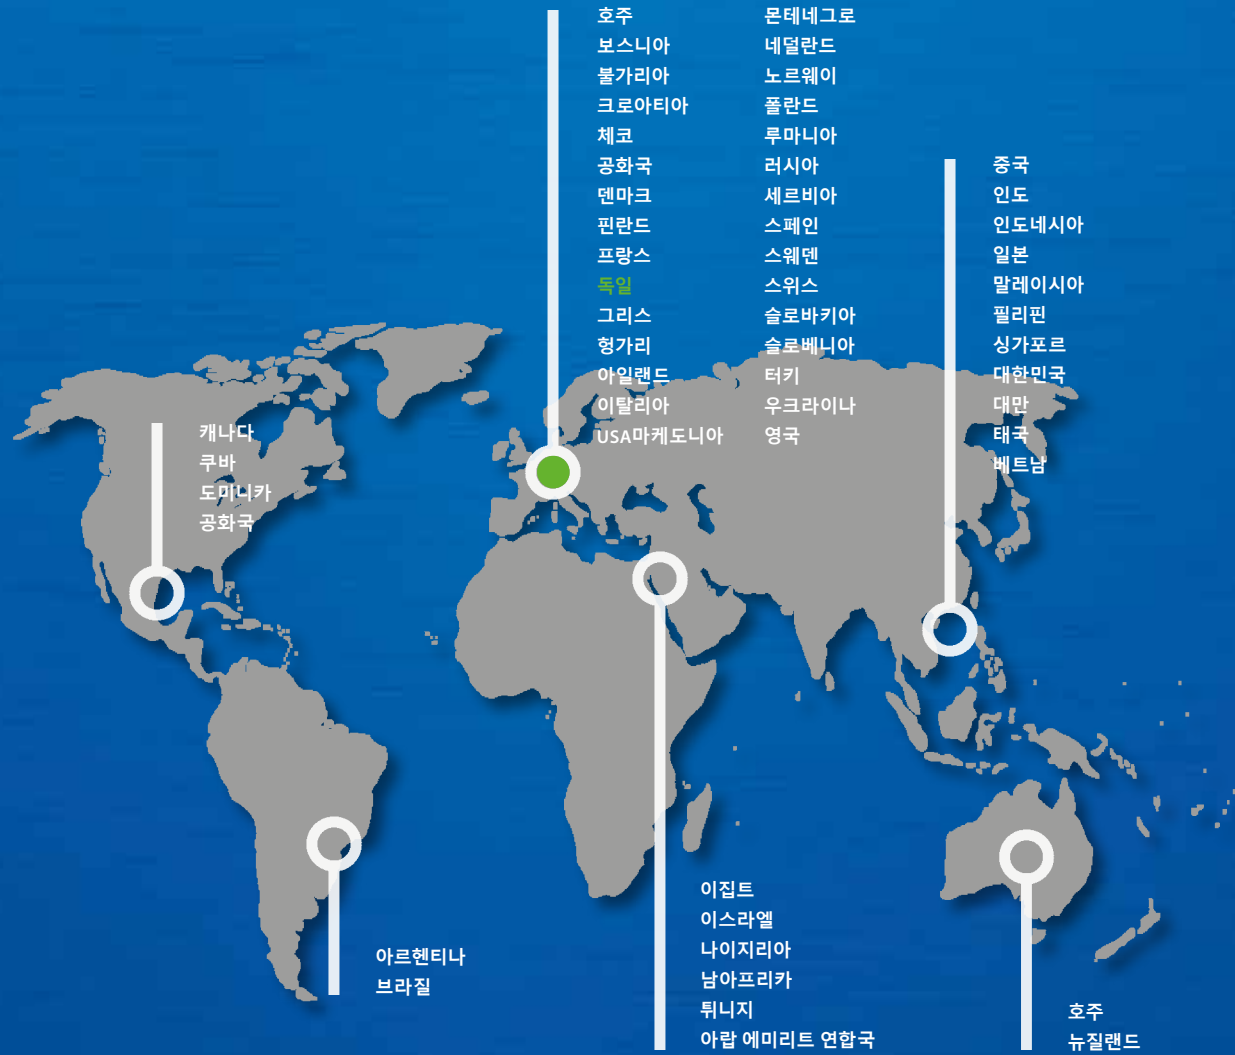 호주
보스니아
불가리아
크로아티아
체코
공화국
덴마크
핀란드
프랑스
독일
그리스
헝가리
아일랜드
이탈리아
USA마케도니아
몬테네그로
네덜란드
노르웨이
폴란드
루마니아
러시아
세르비아
스페인
스웨덴
스위스
슬로바키아
슬로베니아
터키
우크라이나
영국
중국
인도
인도네시아
일본
말레이시아
필리핀
싱가포르
대한민국
대만
태국
베트남
캐나다
쿠바
도미니카
공화국
아르헨티나
브라질
이집트
이스라엘
나이지리아
남아프리카
튀니지
아랍 에미리트 연합국
호주
뉴질랜드